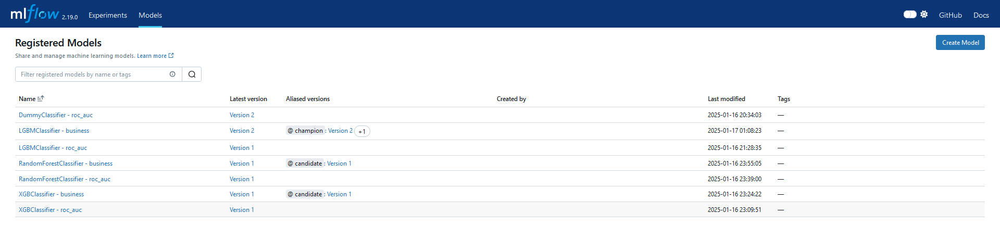 mlflow 2.19.0 Experiments Models GitHub Docs
Registered Models
Create Model
Share and manage machine learning models. Learn more
Filter registered models by name or tags
Name Latest version Aliased versions Created by Last modified Tags
DummyClassifier - roc_auc Version 2 2025-01-16 20:34:03 —
LGBMClassifier - business Version 2 @ champion : Version 2 +1 2025-01-17 01:08:23 —
LGBMClassifier - roc_auc Version 1 2025-01-16 21:28:35 —
RandomForestClassifier - business Version 1 @ candidate : Version 1 2025-01-16 23:55:05 —
RandomForestClassifier - roc_auc Version 1 2025-01-16 23:39:00 —
XGBClassifier - business Version 1 @ candidate : Version 1 2025-01-16 23:24:22 —
XGBClassifier - roc_auc Version 1 2025-01-16 23:09:51 —